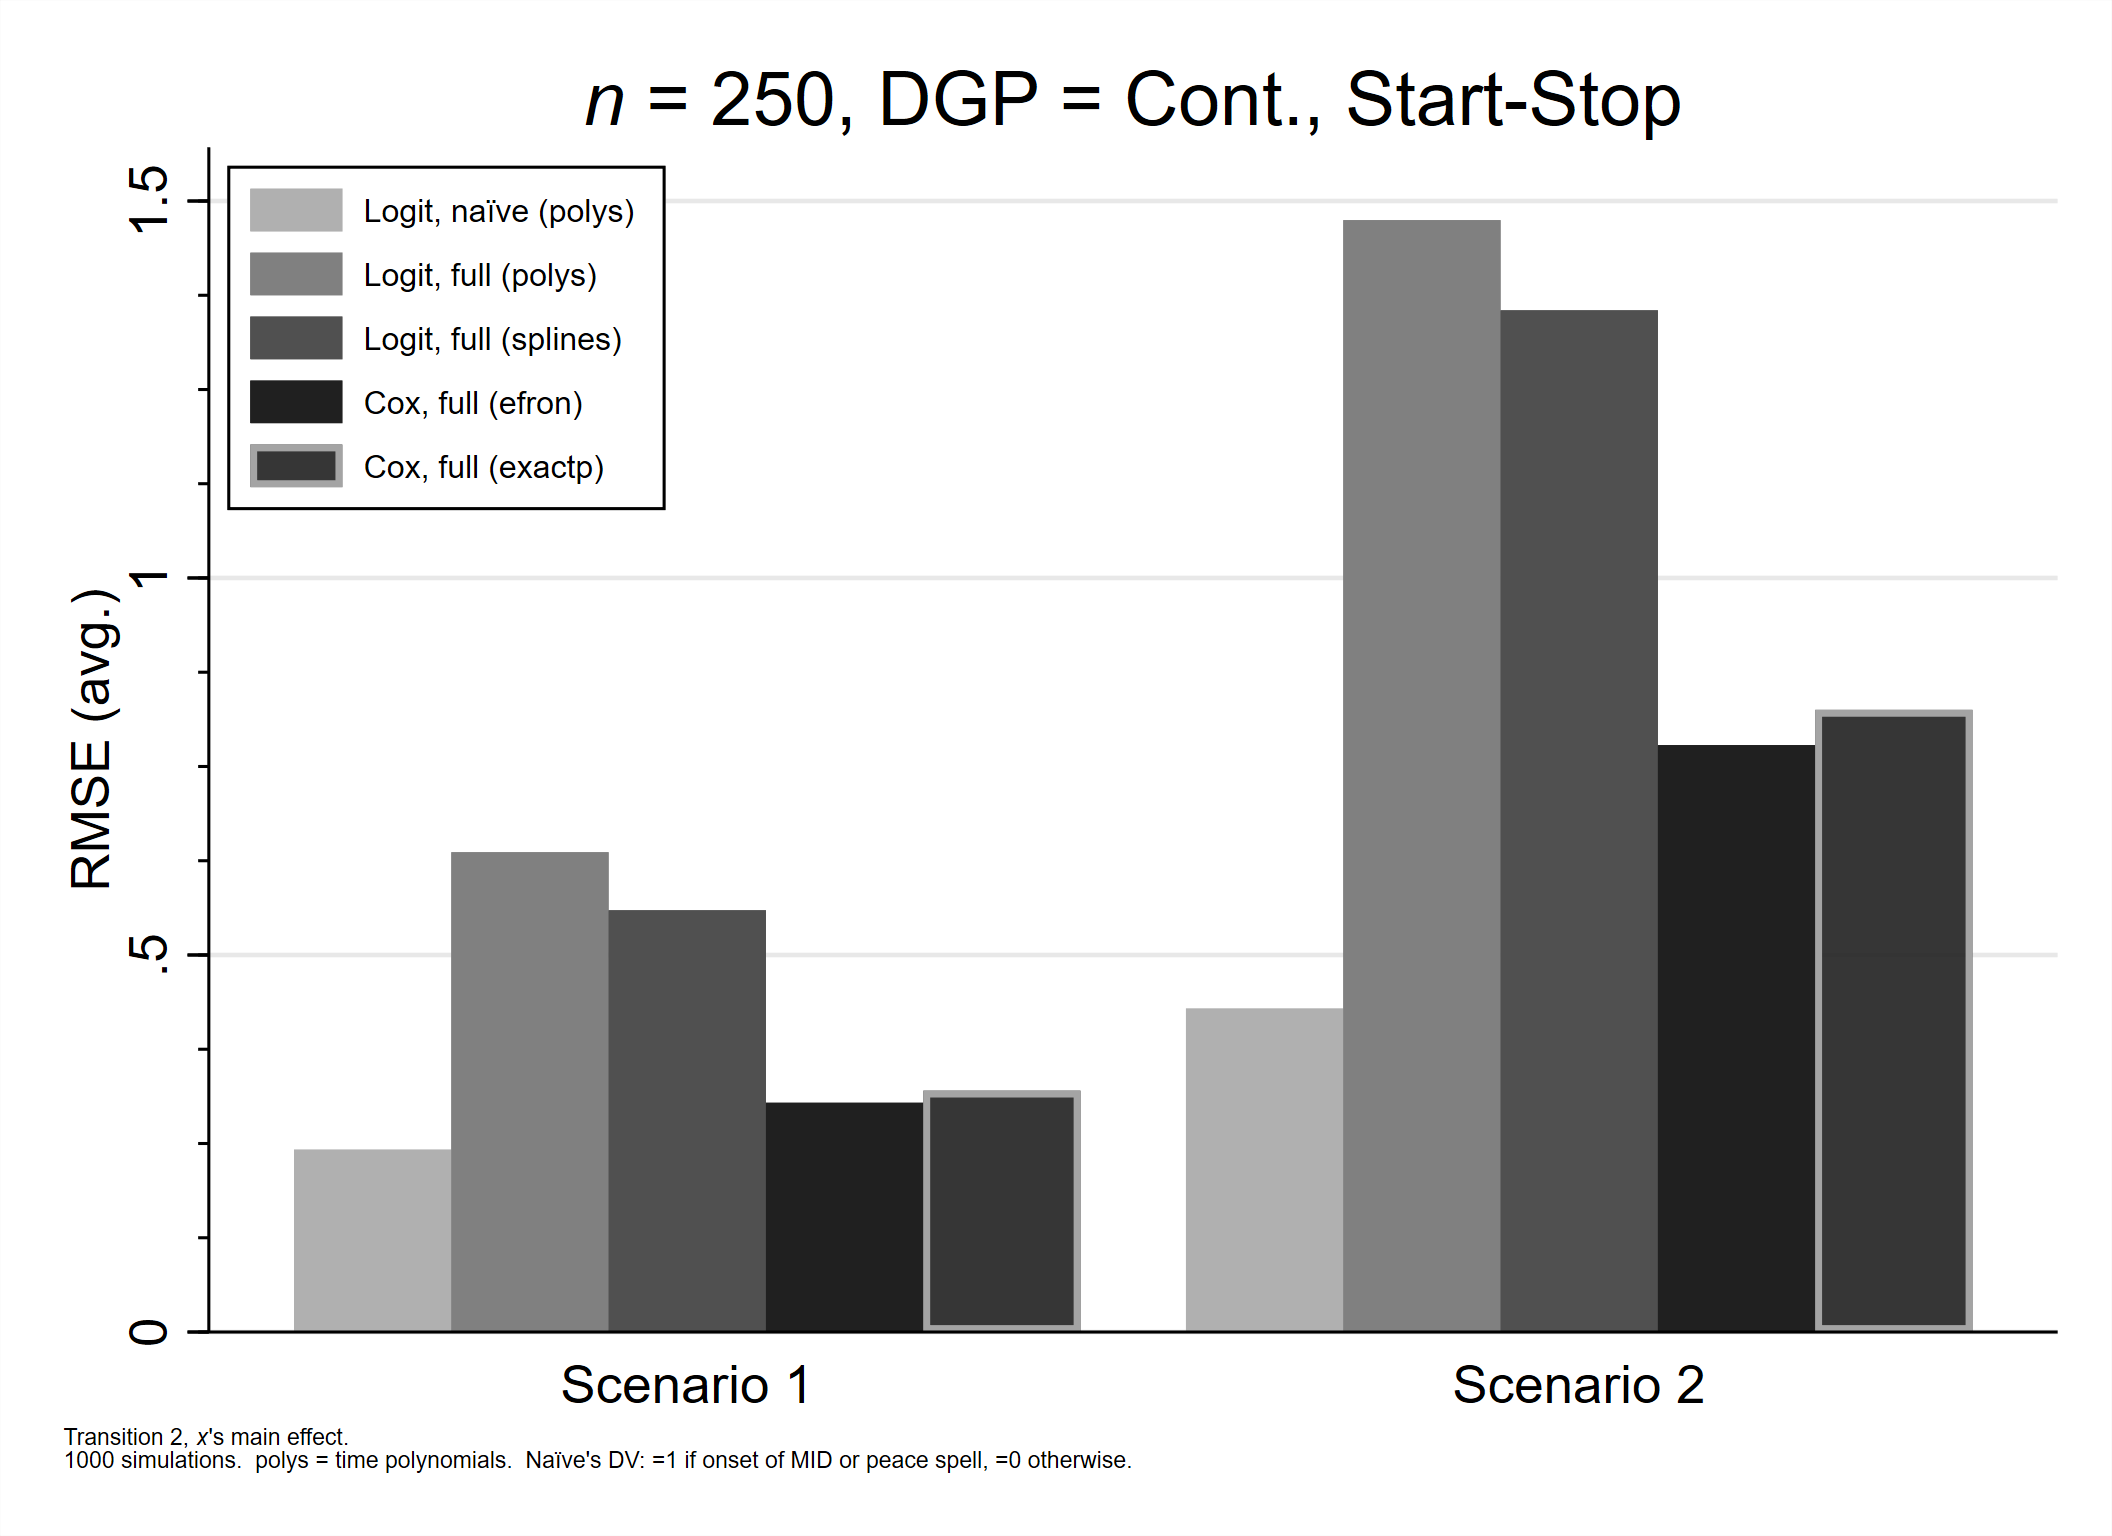 n = 250, DGP = Cont., Start-Stop
Logit, naïve (polys)
Logit, full (polys)
Logit, full (splines)
Cox, full (efron)
Cox, full (exactp)
RMSE (avg.)
1.5
1
.5
0
Scenario 1
Scenario 2
Transition 2, x's main effect.
1000 simulations.  polys = time polynomials.  Naïve's DV: =1 if onset of MID or peace spell, =0 otherwise.